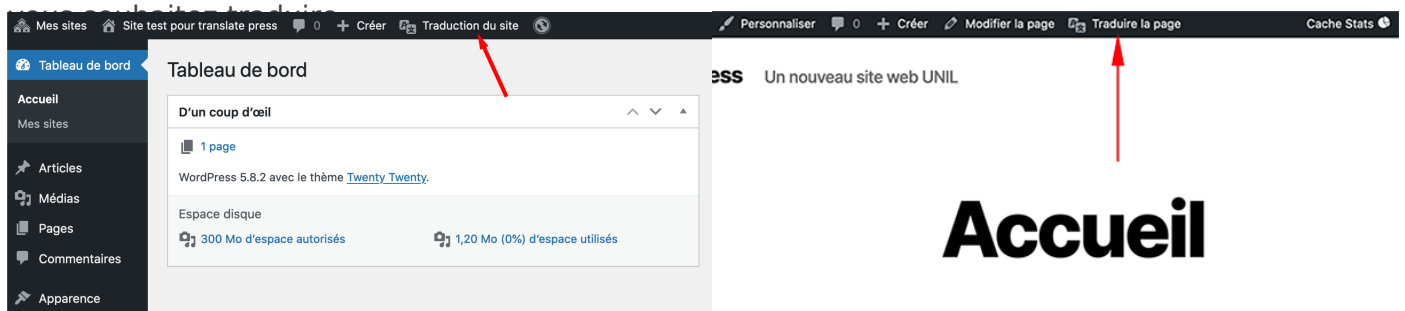 vous souhaitez traduire
Mes sites Site test pour translate press 0 + Créer Traduction du site
Tableau de bord
Accueil
Mes sites
Articles
Médias
Pages
Commentaires
Apparence
Tableau de bord
D'un coup d'œil
1 page
WordPress 5.8.2 avec le thème Twenty Twenty.
Espace disque
300 Mo d'espace autorisés
1,20 Mo (0%) d'espace utilisés
Personnaliser 0 + Créer Modifier la page Traduire la page Cache Stats
ess Un nouveau site web UNIL
Accueil